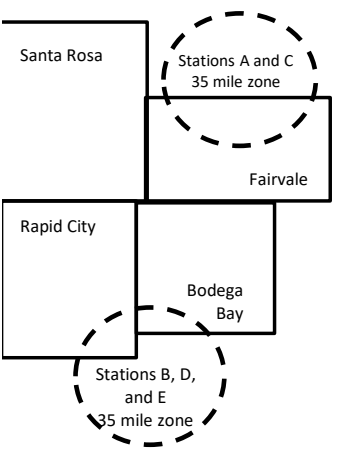 Santa Rosa
Stations A and C
35 mile zone
Fairvale
Rapid City
Bodega
Bay
Stations B, D,
and E
35 mile zone